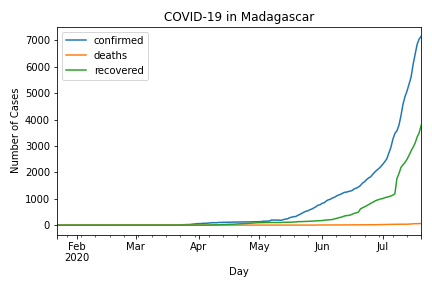 COVID-19 in Madagascar
confirmed
deaths
recovered
7000
6000
5000
4000
3000
2000
1000
0
Number of Cases
Feb Mar Apr May Jun Jul
2020
Day